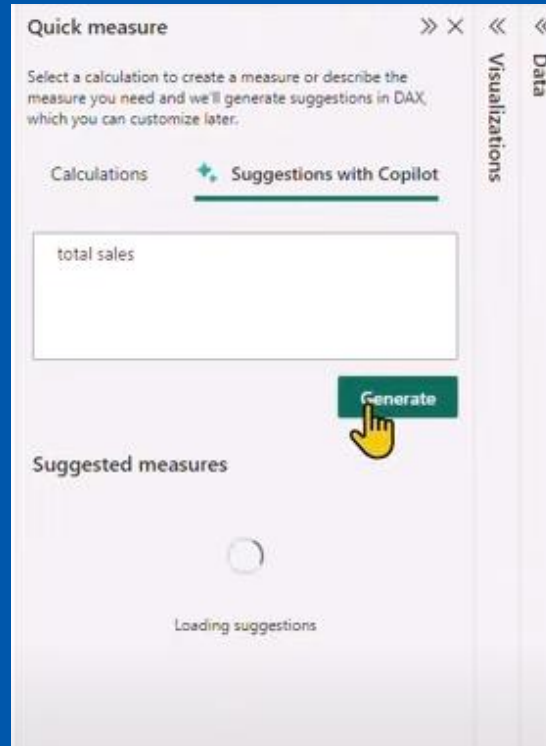 Quick measure
Select a calculation to create a measure or describe the
measure you need and we'll generate suggestions in DAX,
which you can customize later.
Calculations
Suggestions with Copilot
total sales
Generate
Suggested measures
Loading suggestions
Visualizations
Data